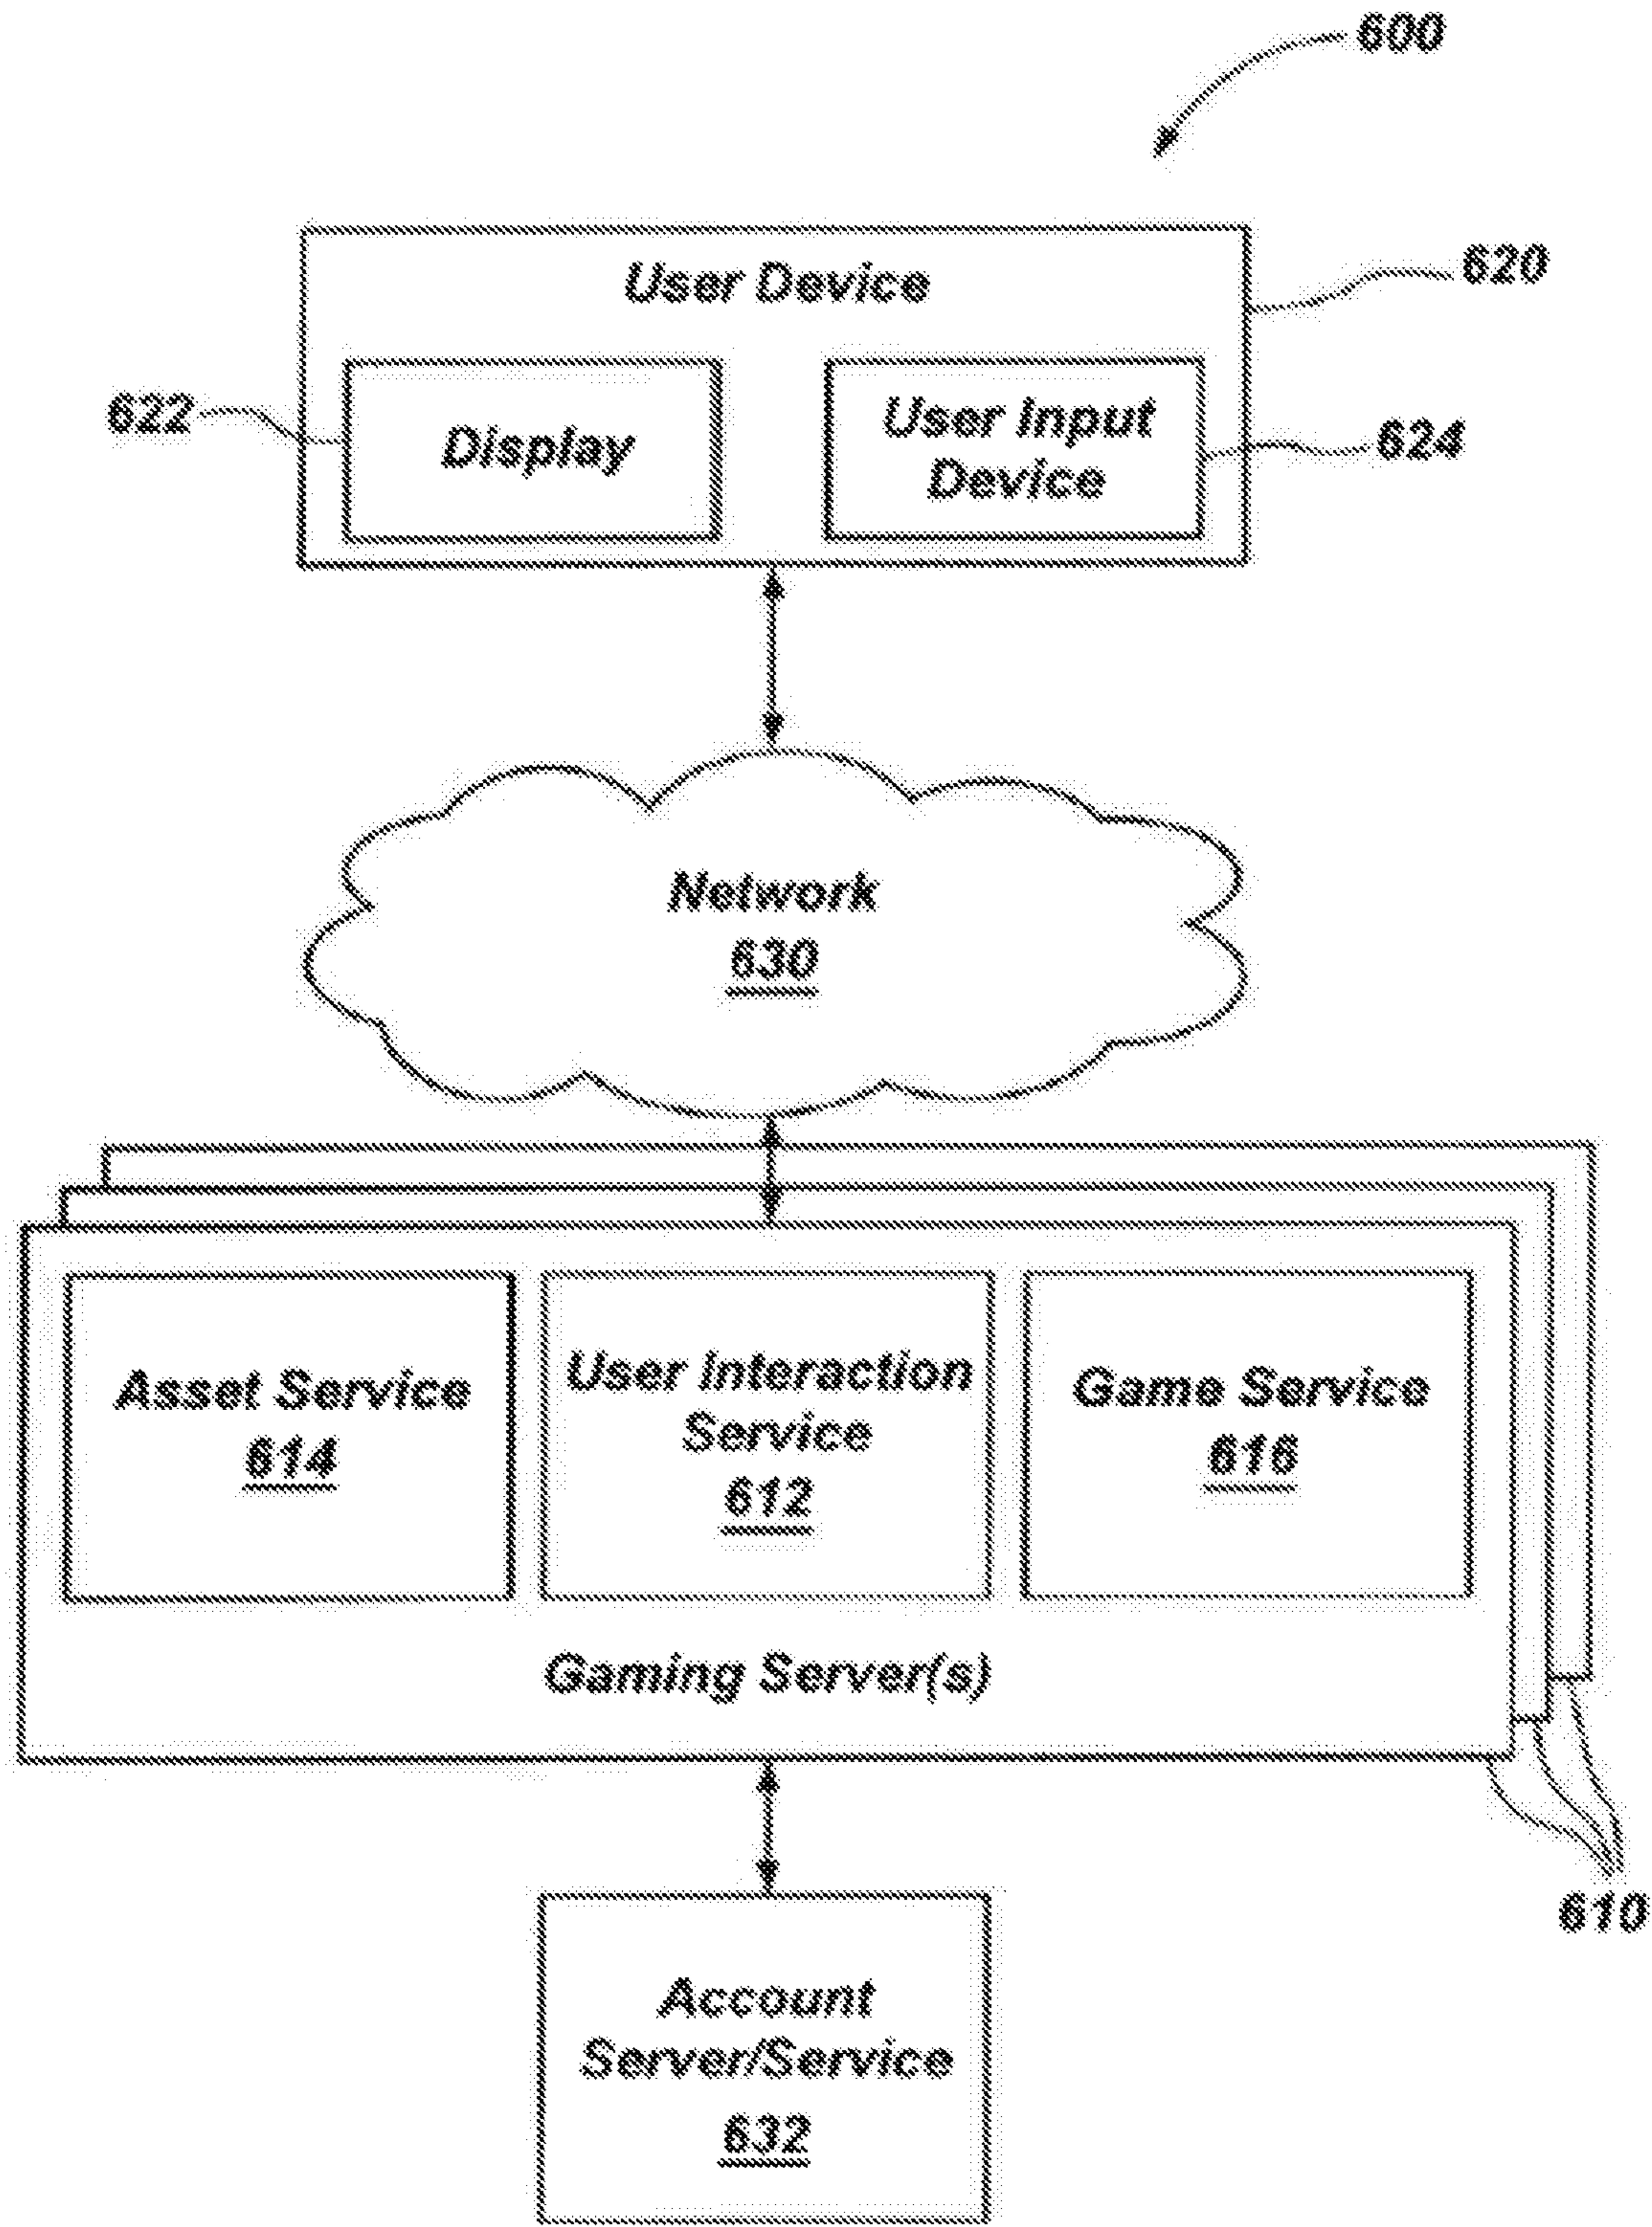 600
User Device
620
622
Display
User Input
Device
624
Network
630
Asset Service
614
User Interaction
Service
612
Game Service
616
Gaming Server(s)
610
Account
Server/Service
632